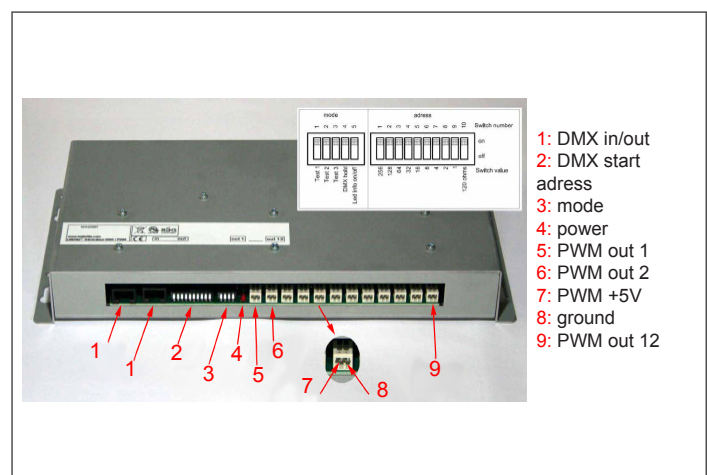 mode
adress
1 2 3 4 5
1 2 3 4 5 6 7 8 9 10
Switch number
on
off
Switch value
Test 1
Test 2
Test 3
DMX hold
Led info on/off
256
128
64
32
16
8
4
2
1
120 ohms
in out
out 1 out 12
1 1 2 3 4 5 6 7 8 9
1: DMX in/out
2: DMX start
adress
3: mode
4: power
5: PWM out 1
6: PWM out 2
7: PWM +5V
8: ground
9: PWM out 12